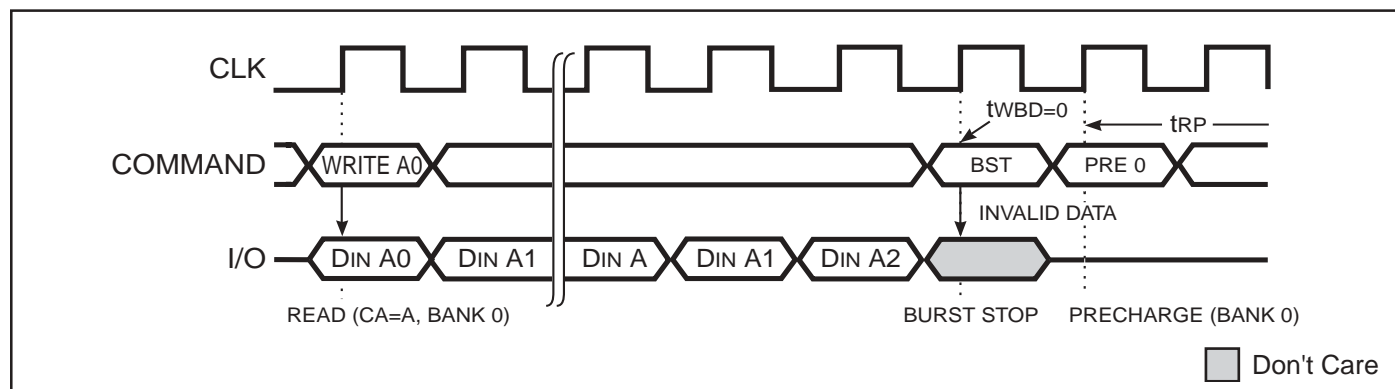 CLK
tWBD=0
tRP
COMMAND
WRITE A0
BST
PRE 0
INVALID DATA
I/O
DIN A0
DIN A1
DIN A
DIN A1
DIN A2
READ (CA=A, BANK 0)
BURST STOP
PRECHARGE (BANK 0)
Don't Care